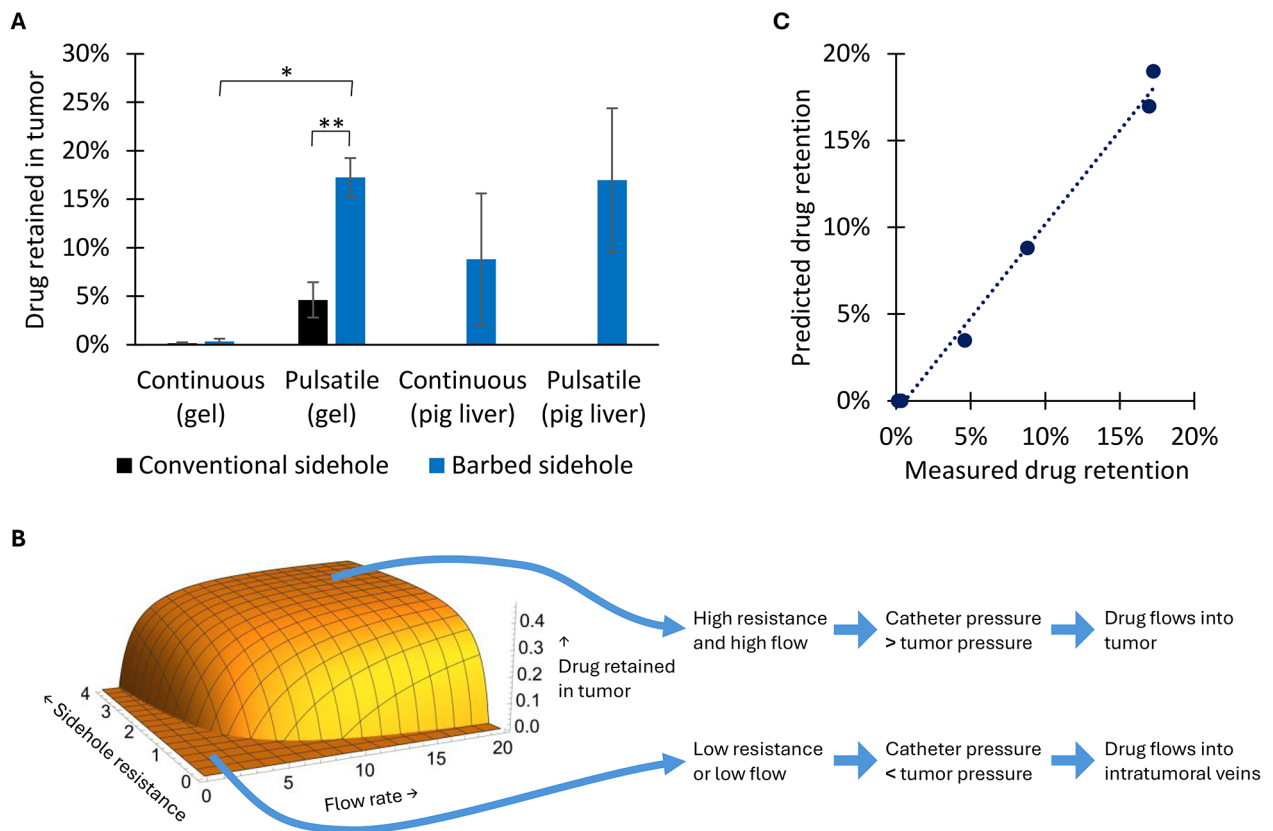 A
30%
25%
20%
15%
10%
5%
0%
Drug retained in tumor
*
**
Continuous
(gel)
Pulsatile
(gel)
Continuous
(pig liver)
Pulsatile
(pig liver)
Conventional sidehole
Barbed sidehole
C
20%
15%
10%
5%
0%
Predicted drug retention
0%
5%
10%
15%
20%
Measured drug retention
B
4
3
2
1
0
← Sidehole resistance
0
5
10
15
20
Flow rate →
0.4
0.3
0.2
0.1
0.0
↑
Drug retained
in tumor
High resistance
and high flow
Catheter pressure
> tumor pressure
Drug flows into
tumor
Low resistance
or low flow
Catheter pressure
< tumor pressure
Drug flows into
intratumoral veins